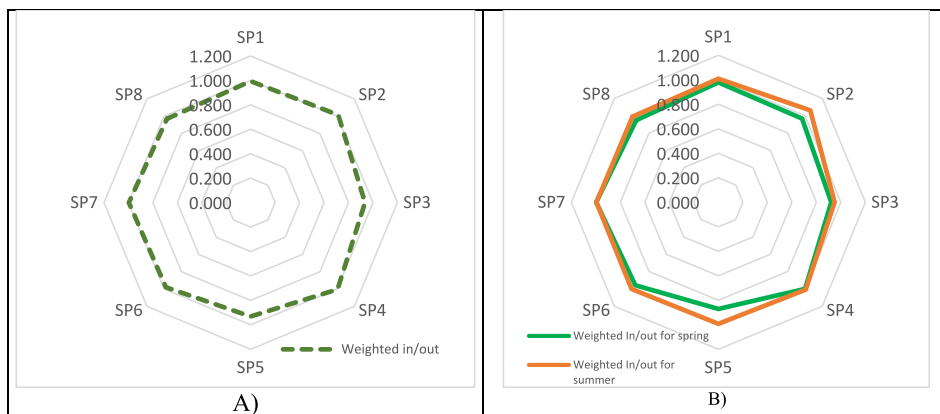 SP1
1.200
1.000
SP8
SP2
0.800
0.600
0.400
0.200
SP7
0.000
SP3
SP6
SP4
SP5
Weighted in/out
A)
SP1
1.200
1.000
SP8
SP2
0.800
0.600
0.400
0.200
SP7
0.000
SP3
SP6
SP4
Weighted In/out for spring
SP5
Weighted In/out for
summer
B)